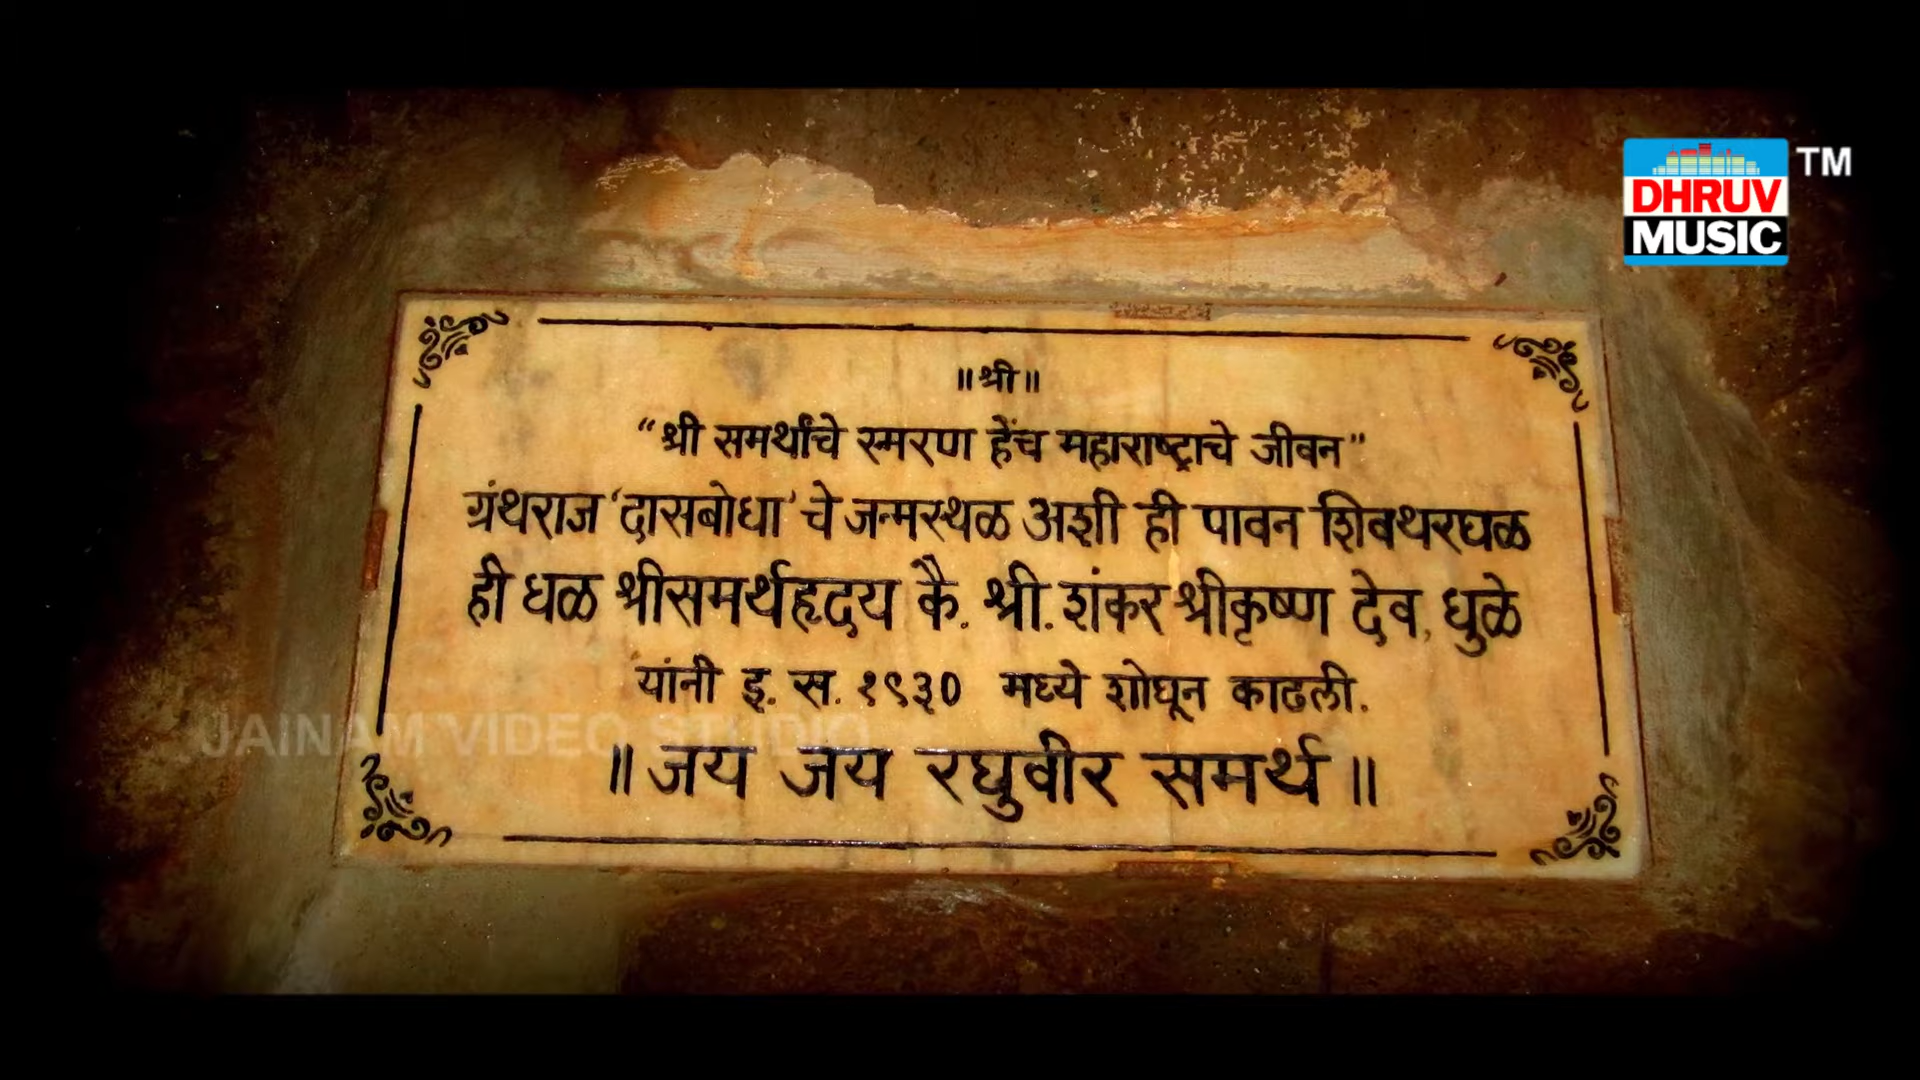 DHRUV
MUSIC
TM
॥ श्री ॥
“श्री समर्थांचे स्मरण हेंच महाराष्ट्राचे जीवन”
ग्रंथराज ‘दासबोधा’ चे जन्मस्थळ अशी ही पावन शिवथरघळ
ही घळ श्रीसमर्थहृदय कै. श्री. शंकर श्रीकृष्ण देव, धुळे
यांनी इ. स. १९३० मध्ये शोधून काढली.
JAINAM VIDEO STUDIO
॥ जय जय रघुवीर समर्थ ॥